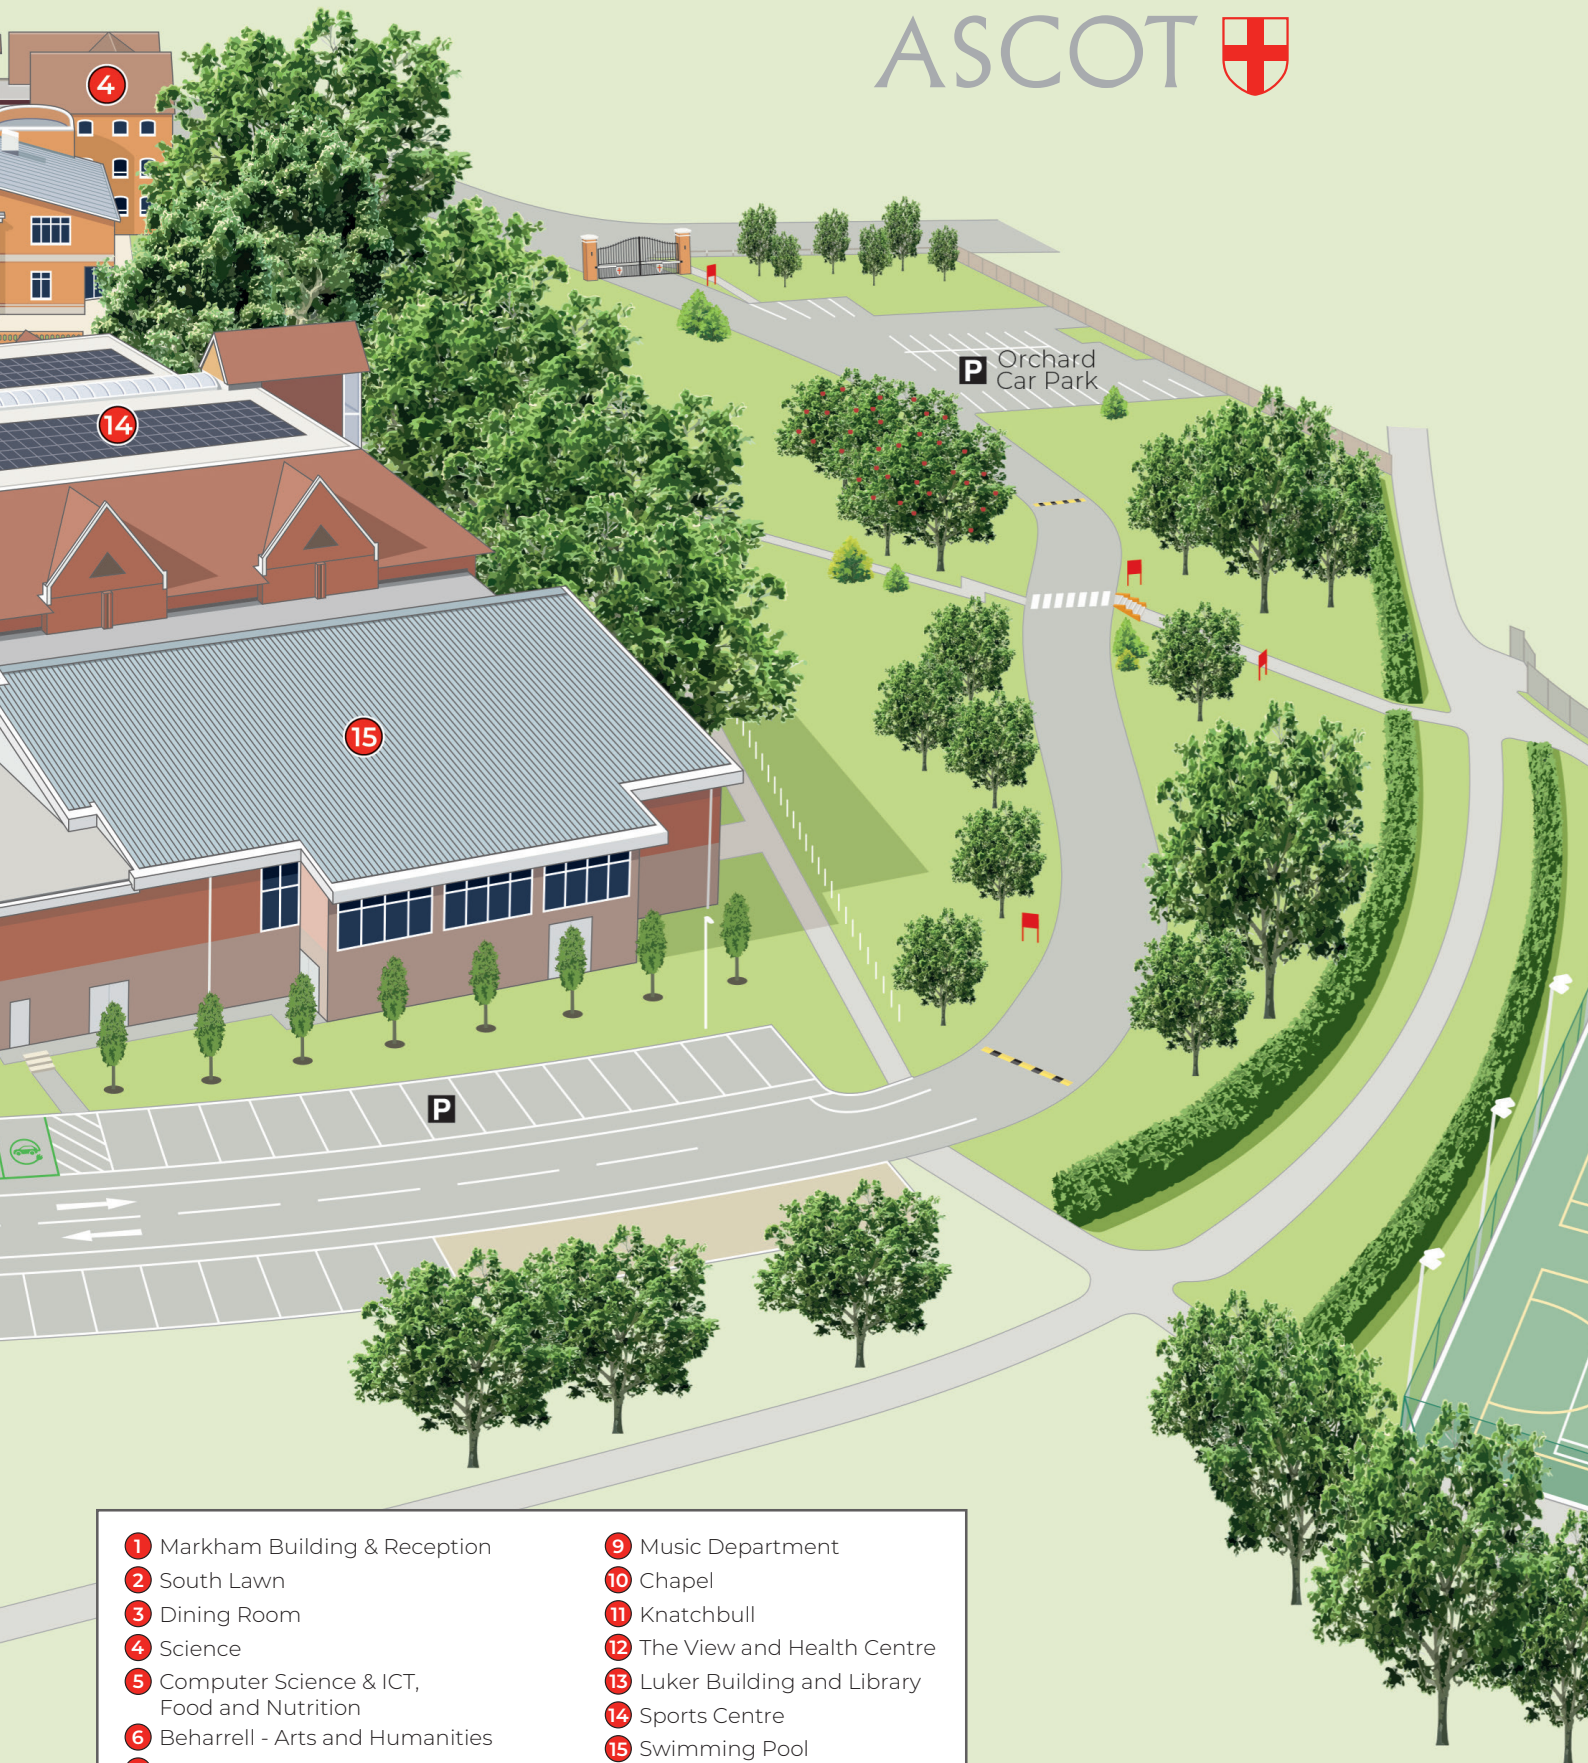 ASCOT
4
14
P Orchard
Car Park
15
P
1 Markham Building & Reception
2 South Lawn
3 Dining Room
4 Science
5 Computer Science & ICT,
Food and Nutrition
6 Beharrell - Arts and Humanities
9 Music Department
10 Chapel
11 Knatchbull
12 The View and Health Centre
13 Luker Building and Library
14 Sports Centre
15 Swimming Pool